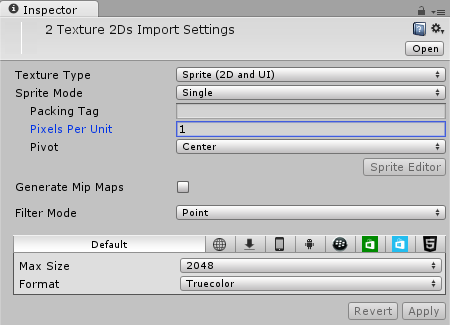 Inspector
2 Texture 2Ds Import Settings
Open
Texture Type Sprite (2D and UI)
Sprite Mode Single
Packing Tag
Pixels Per Unit 1
Pivot Center
Sprite Editor
Generate Mip Maps
Filter Mode Point
Default
Max Size 2048
Format Truecolor
Revert Apply